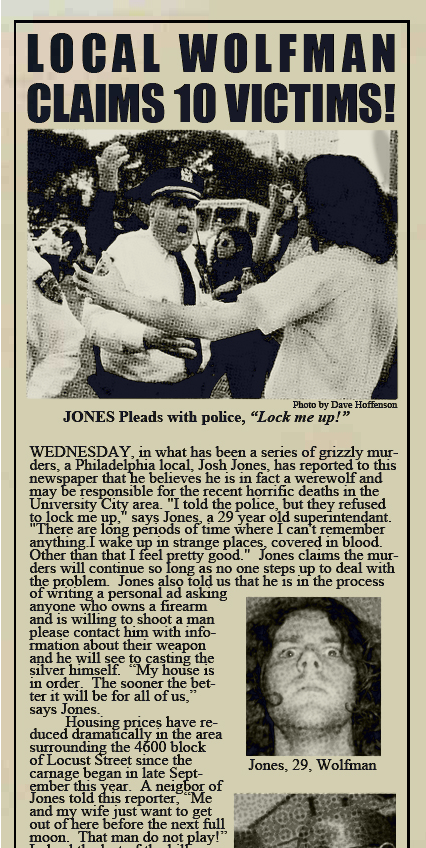 LOCAL WOLFMAN
CLAIMS 10 VICTIMS!
Photo by Dave Hoffenson
JONES Pleads with police, “Lock me up!”
WEDNESDAY, in what has been a series of grizzly mur-
ders, a Philadelphia local, Josh Jones, has reported to this
newspaper that he believes he is in fact a werewolf and
may be responsible for the recent horrific deaths in the
University City area. "I told the police, but they refused
to lock me up," says Jones, a 29 year old superintendant.
"There are long periods of time where I can't remember
anything.I wake up in strange places, covered in blood.
Other than that I feel pretty good."  Jones claims the mur-
ders will continue so long as no one steps up to deal with
the problem.  Jones also told us that he is in the process
of writing a personal ad asking
anyone who owns a firearm
and is willing to shoot a man
please contact him with info-
rmation about their weapon
and he will see to casting the
silver himself.  “My house is
in order.  The sooner the bet-
ter it will be for all of us,”
says Jones.
Housing prices have re-
duced dramatically in the area
surrounding the 4600 block
of Locust Street since the
carnage began in late Sept-
ember this year.  A neigbor of
Jones told this reporter, “Me
and my wife just want to get
out of here before the next full
moon.  That man do not play!”
Jones, 29, Wolfman